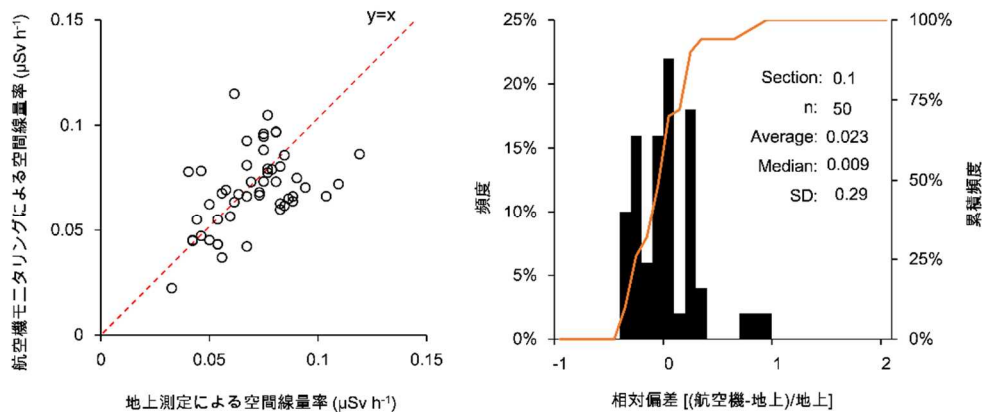 航空機モニタリングによる空間線量率 (μSv h⁻¹)
0.15
0.1
0.05
0
y=x
0 0.05 0.1 0.15
地上測定による空間線量率 (μSv h⁻¹)
頻度
25%
20%
15%
10%
5%
0%
Section: 0.1
n: 50
Average: 0.023
Median: 0.009
SD: 0.29
100%
75%
50%
25%
0%
累積頻度
-1 0 1 2
相対偏差 [(航空機-地上)/地上]